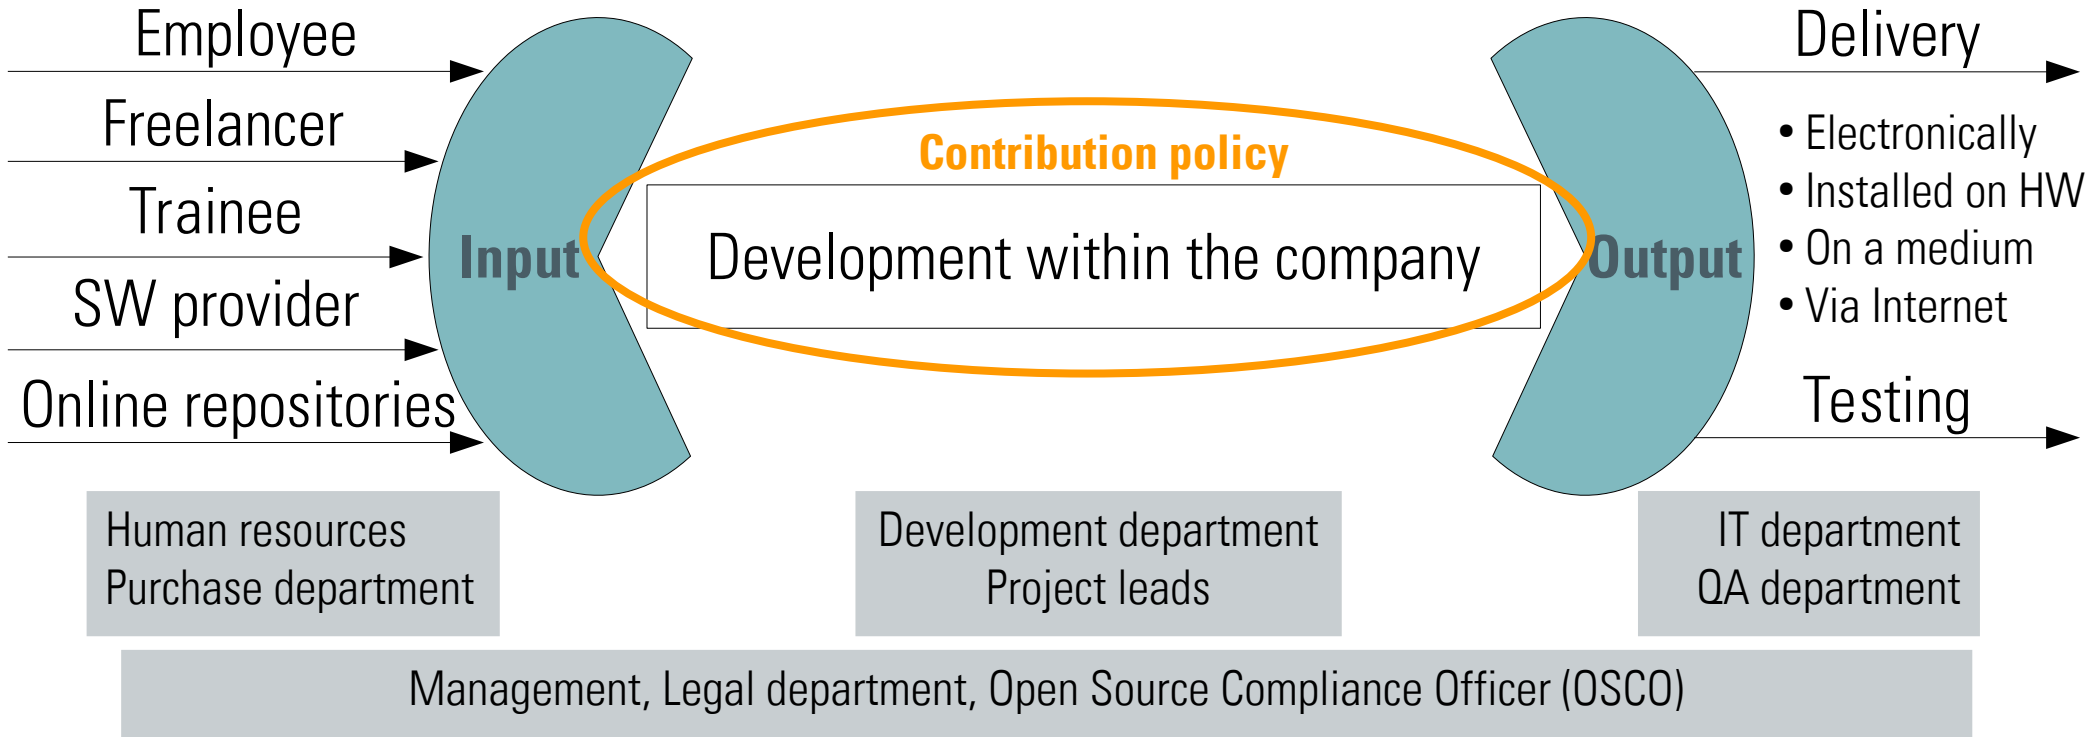 Employee
Freelancer
Trainee
SW provider
Online repositories
Input
Contribution policy
Development within the company
Output
Delivery
• Electronically
• Installed on HW
• On a medium
• Via Internet
Testing
Human resources
Purchase department
Development department
Project leads
IT department
QA department
Management, Legal department, Open Source Compliance Officer (OSCO)